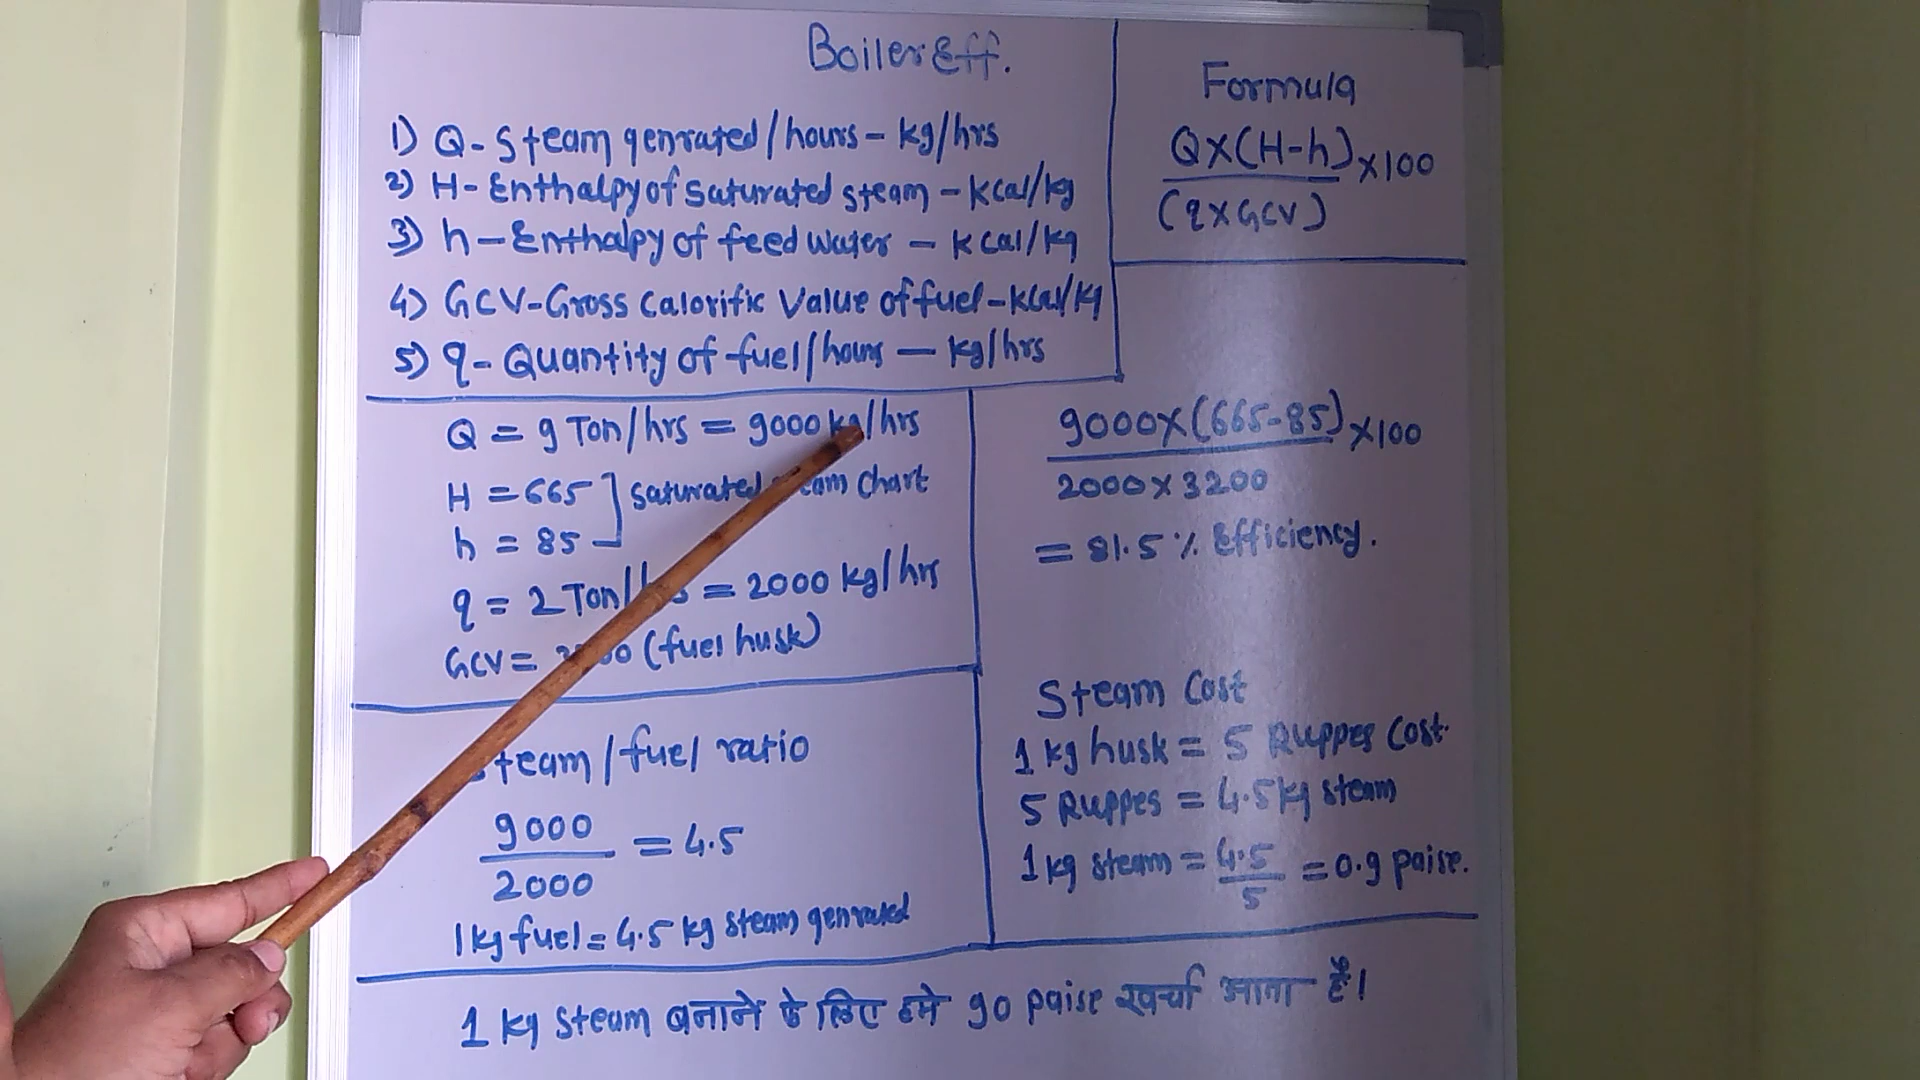 Boiler Eff.
1) Q - Steam genrated/hours - kg/hrs
2) H - Enthalpy of saturated steam - kcal/kg
3) h - Enthalpy of feed water - kcal/kg
4) GCV - Gross Calorific Value of fuel - kcal/kg
5) q - Quantity of fuel/hours - kg/hrs
Formula
Q×(H-h) ×100
(q×GCV)
Q = 9 Ton/hrs = 9000 kg/hrs
H = 665 ] saturated chart
h = 85
q = 2 Ton/ = 2000 kg/hrs
GCV = (fuel husk)
9000×(665-85) ×100
2000×3200
= 81.5 % Efficiency.
/fuel ratio
9000
2000
= 4.5
1 kg fuel = 4.5 kg steam genrated
Steam Cost
1 kg husk = 5 Ruppes Cost.
5 Ruppes = 4.5 kg steam
1 kg steam = 4.5 = 0.9 paise.
5
1 kg steam बनाने के लिए हमे 90 paise खर्चा आता है।